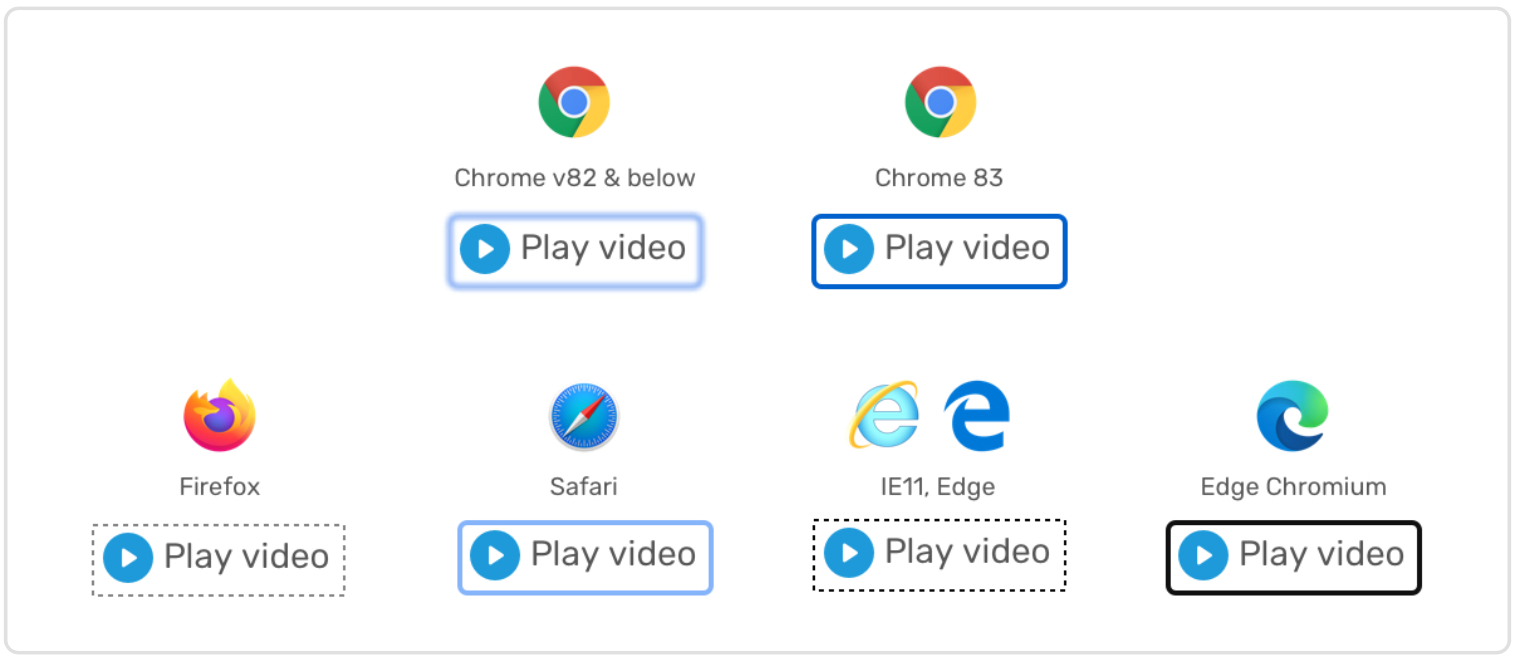 Chrome v82 & below
Chrome 83
Play video
Play video
Firefox
Safari
IE11, Edge
Edge Chromium
Play video
Play video
Play video
Play video